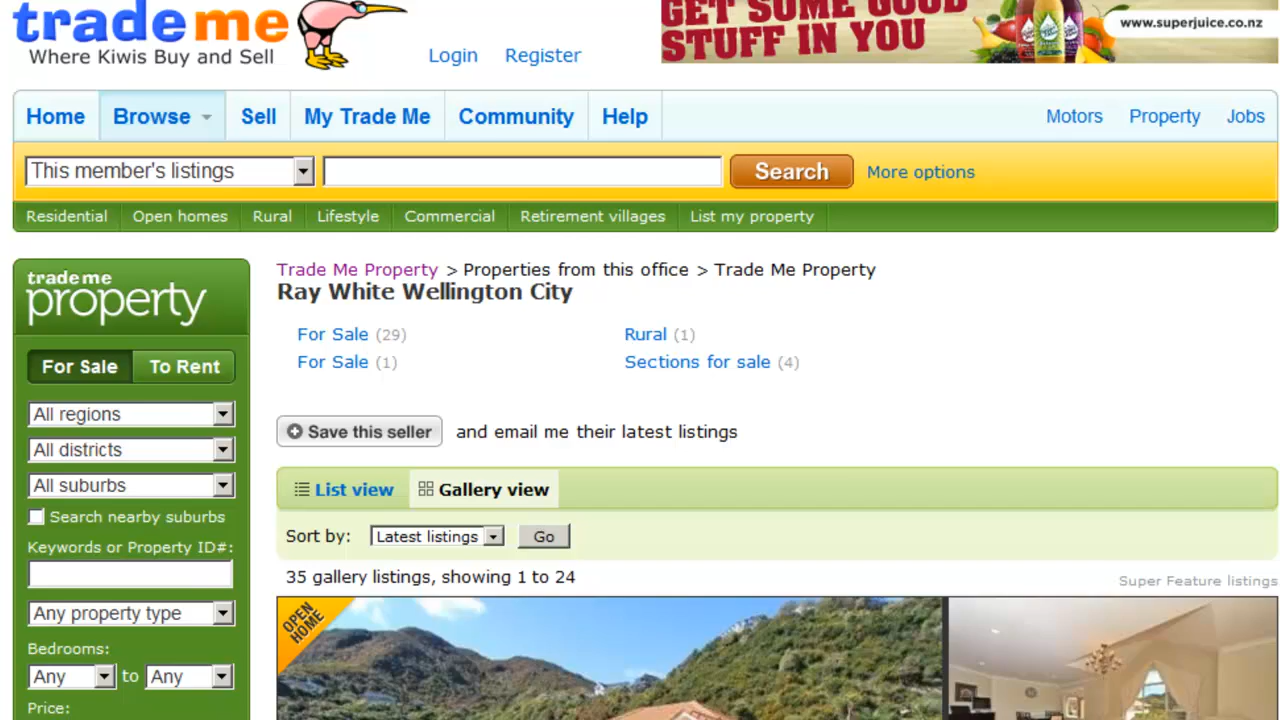 trade me
Where Kiwis Buy and Sell
Login Register
GET SOME GOOD
STUFF IN YOU
www.superjuice.co.nz
Home Browse Sell My Trade Me Community Help Motors Property Jobs
This member's listings Search More options
Residential Open homes Rural Lifestyle Commercial Retirement villages List my property
trade me
property
For Sale To Rent
All regions
All districts
All suburbs
Search nearby suburbs
Keywords or Property ID#:
Any property type
Bedrooms:
Any to Any
Price:
Trade Me Property > Properties from this office > Trade Me Property
Ray White Wellington City
For Sale (29) Rural (1)
For Sale (1) Sections for sale (4)
Save this seller and email me their latest listings
List view Gallery view
Sort by: Latest listings Go
35 gallery listings, showing 1 to 24
Super Feature listings
OPEN
HOME